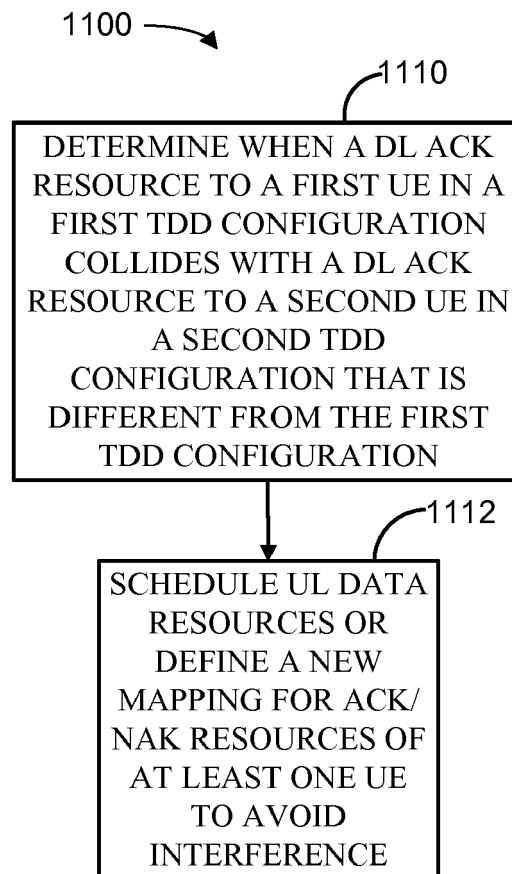 1100
1110
DETERMINE WHEN A DL ACK
RESOURCE TO A FIRST UE IN A
FIRST TDD CONFIGURATION
COLLIDES WITH A DL ACK
RESOURCE TO A SECOND UE IN
A SECOND TDD
CONFIGURATION THAT IS
DIFFERENT FROM THE FIRST
TDD CONFIGURATION
1112
SCHEDULE UL DATA
RESOURCES OR
DEFINE A NEW
MAPPING FOR ACK/
NAK RESOURCES OF
AT LEAST ONE UE
TO AVOID
INTERFERENCE